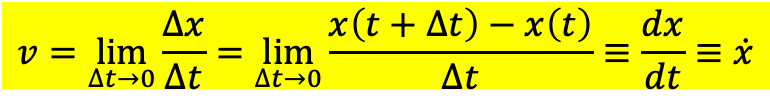 v = lim_{Δt→0} Δx/Δt = lim_{Δt→0} (x(t + Δt) − x(t))/Δt ≡ dx/dt ≡ ẋ